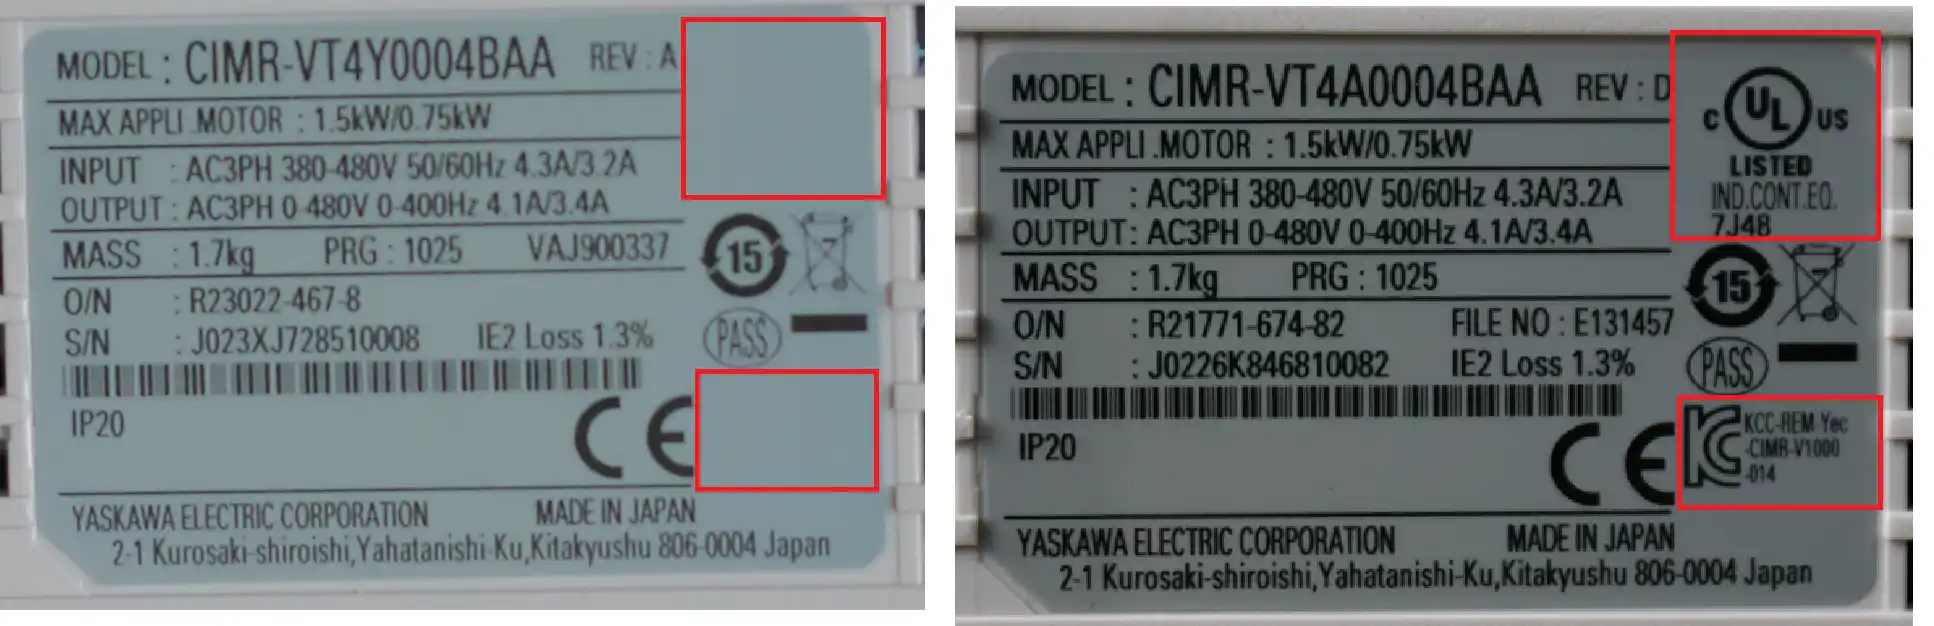 MODEL : CIMR-VT4Y0004BAA REV : A
MAX APPLI .MOTOR : 1.5kW/0.75kW
INPUT : AC3PH 380-480V 50/60Hz 4.3A/3.2A
OUTPUT : AC3PH 0-480V 0-400Hz 4.1A/3.4A
MASS : 1.7kg PRG : 1025 VAJ900337
O/N : R23022-467-8
S/N : J023XJ728510008 IE2 Loss 1.3%
15
PASS
IP20
CE
YASKAWA ELECTRIC CORPORATION MADE IN JAPAN
2-1 Kurosaki-shiroishi,Yahatanishi-Ku,Kitakyushu 806-0004 Japan
MODEL : CIMR-VT4A0004BAA REV : D
MAX APPLI .MOTOR : 1.5kW/0.75kW
INPUT : AC3PH 380-480V 50/60Hz 4.3A/3.2A
OUTPUT : AC3PH 0-480V 0-400Hz 4.1A/3.4A
MASS : 1.7kg PRG : 1025
O/N : R21771-674-82 FILE NO : E131457
S/N : J0226K846810082 IE2 Loss 1.3%
C UL US
LISTED
IND.CONT.EQ.
7J48
15
PASS
IP20
CE
KC KCC-REM-Yec
-CIMR-V1000
-014
YASKAWA ELECTRIC CORPORATION MADE IN JAPAN
2-1 Kurosaki-shiroishi,Yahatanishi-Ku,Kitakyushu 806-0004 Japan